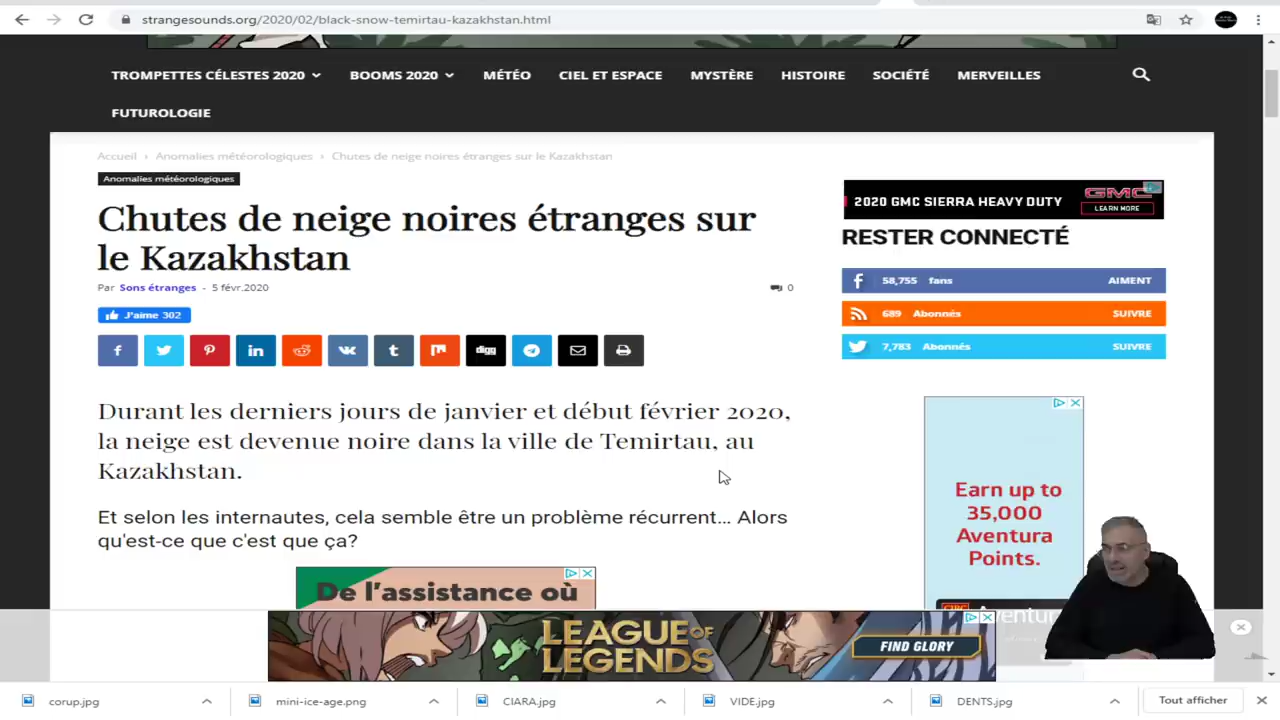 strangesounds.org/2020/02/black-snow-temirtau-kazakhstan.html
TROMPETTES CÉLESTES 2020
BOOMS 2020
MÉTÉO
CIEL ET ESPACE
MYSTÈRE
HISTOIRE
SOCIÉTÉ
MERVEILLES
FUTUROLOGIE
Accueil › Anomalies météorologiques › Chutes de neige noires étranges sur le Kazakhstan
Anomalies météorologiques
Chutes de neige noires étranges sur
le Kazakhstan
Par Sons étranges - 5 févr.2020
0
J'aime 302
digg
Durant les derniers jours de janvier et début février 2020,
la neige est devenue noire dans la ville de Temirtau, au
Kazakhstan.
Et selon les internautes, cela semble être un problème récurrent... Alors
qu'est-ce que c'est que ça?
De l'assistance où
2020 GMC SIERRA HEAVY DUTY
GMC
LEARN MORE
RESTER CONNECTÉ
58,755 fans AIMENT
689 Abonnés SUIVRE
7,783 Abonnés SUIVRE
Earn up to
35,000
Aventura
Points.
CIBC
LEAGUE OF
LEGENDS
FIND GLORY
corup.jpg
mini-ice-age.png
CIARA.jpg
VIDE.jpg
DENTS.jpg
Tout afficher